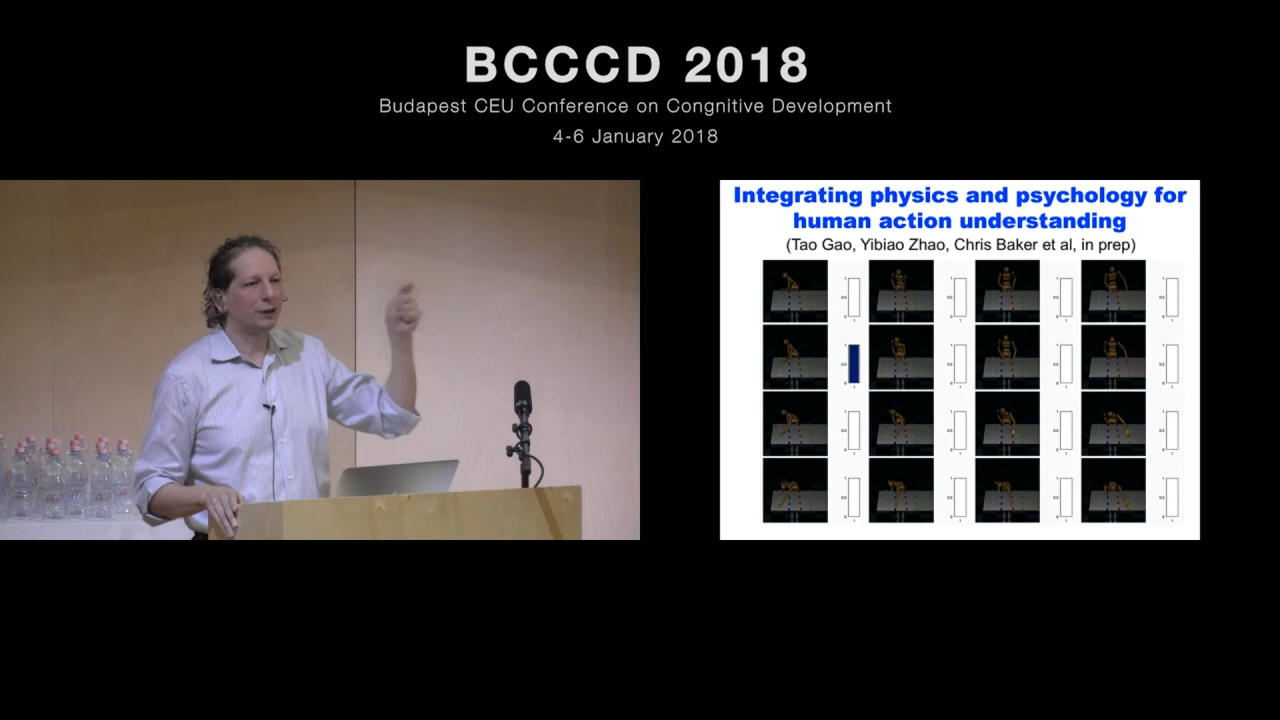 BCCCD 2018
Budapest CEU Conference on Congnitive Development
4-6 January 2018
Integrating physics and psychology for
human action understanding
(Tao Gao, Yibiao Zhao, Chris Baker et al, in prep)